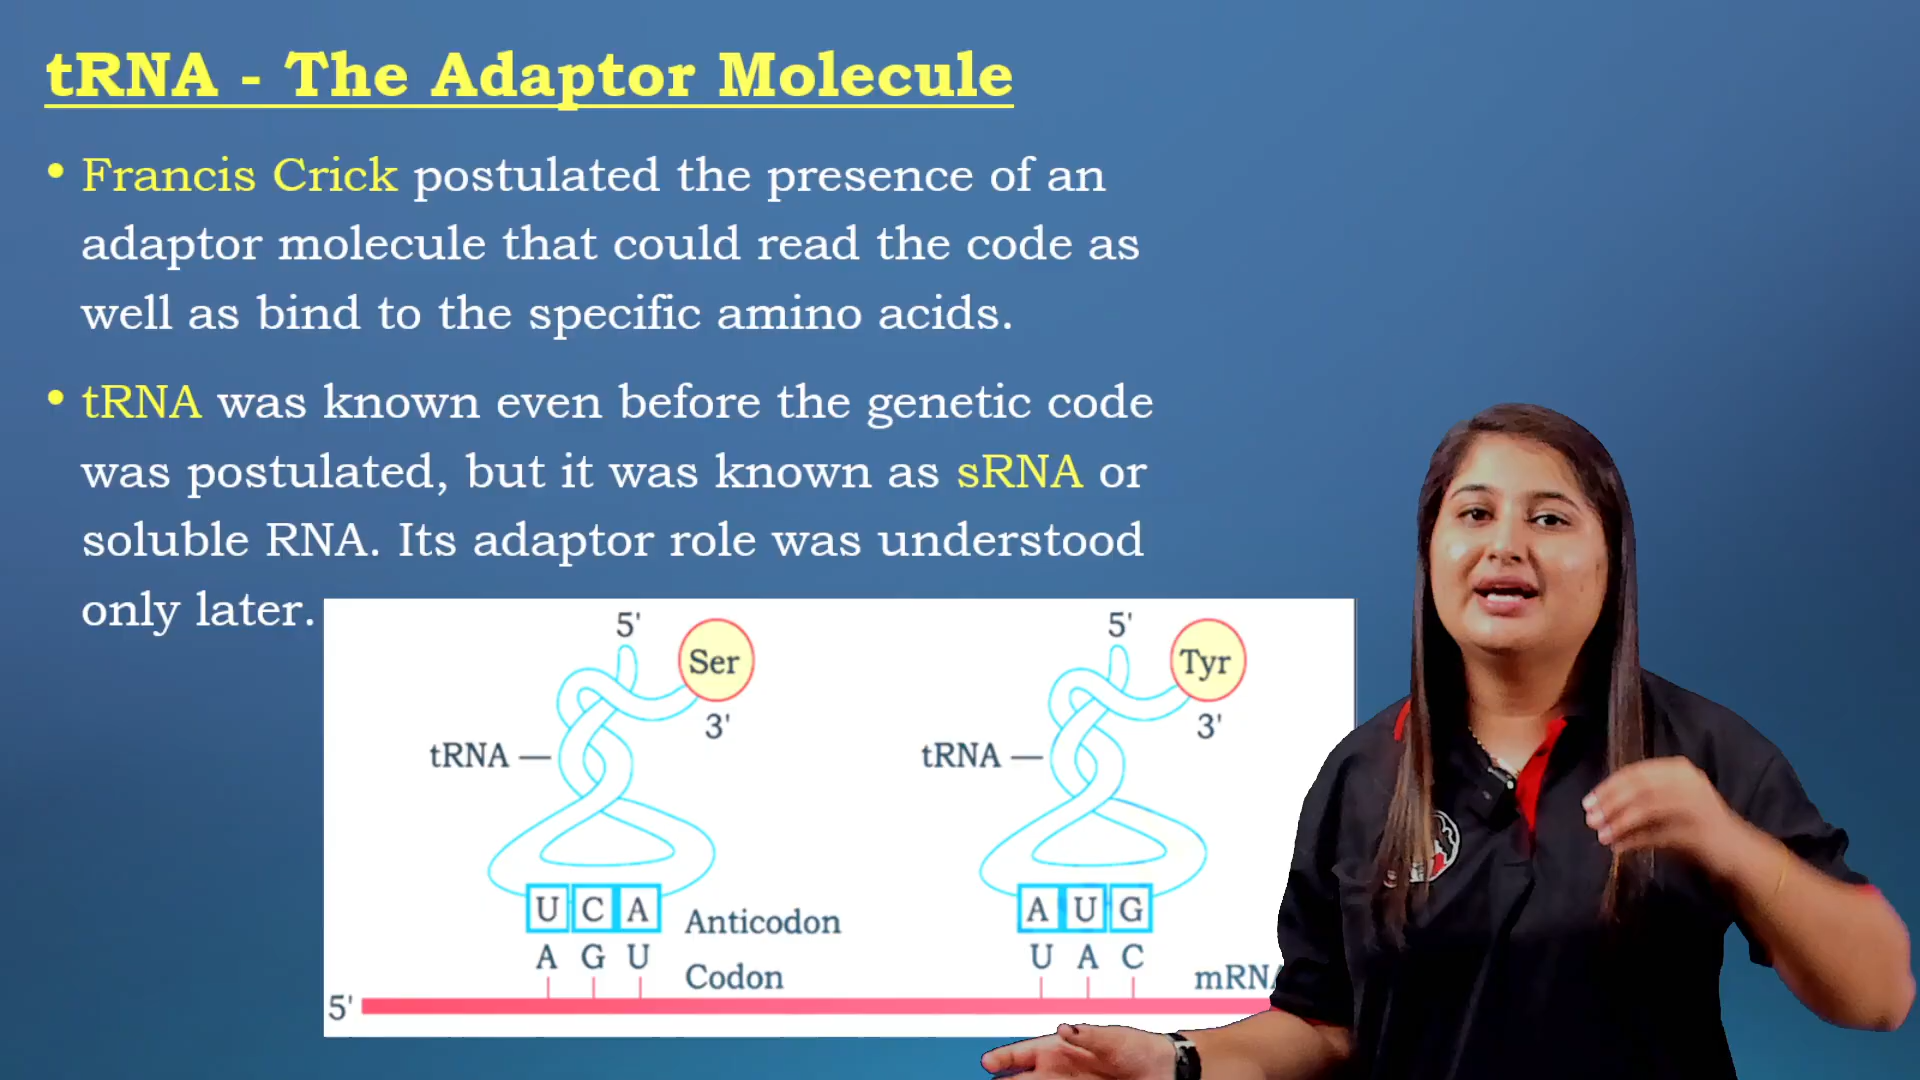 tRNA - The Adaptor Molecule
• Francis Crick postulated the presence of an
adaptor molecule that could read the code as
well as bind to the specific amino acids.
• tRNA was known even before the genetic code
was postulated, but it was known as sRNA or
soluble RNA. Its adaptor role was understood
only later.
5' Ser 5' Tyr
3' 3'
tRNA tRNA
U C A Anticodon A U G
A G U Codon U A C mRNA
5'